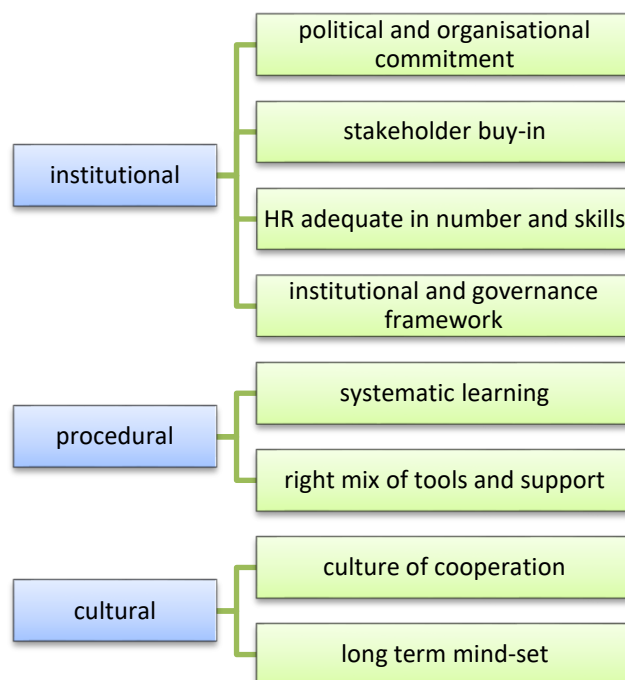 institutional
political and organisational
commitment
stakeholder buy-in
HR adequate in number and skills
institutional and governance
framework
procedural
systematic learning
right mix of tools and support
cultural
culture of cooperation
long term mind-set